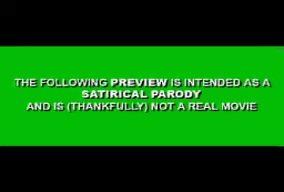 THE FOLLOWING PREVIEW IS INTENDED AS A
SATIRICAL PARODY
AND IS (THANKFULLY) NOT A REAL MOVIE